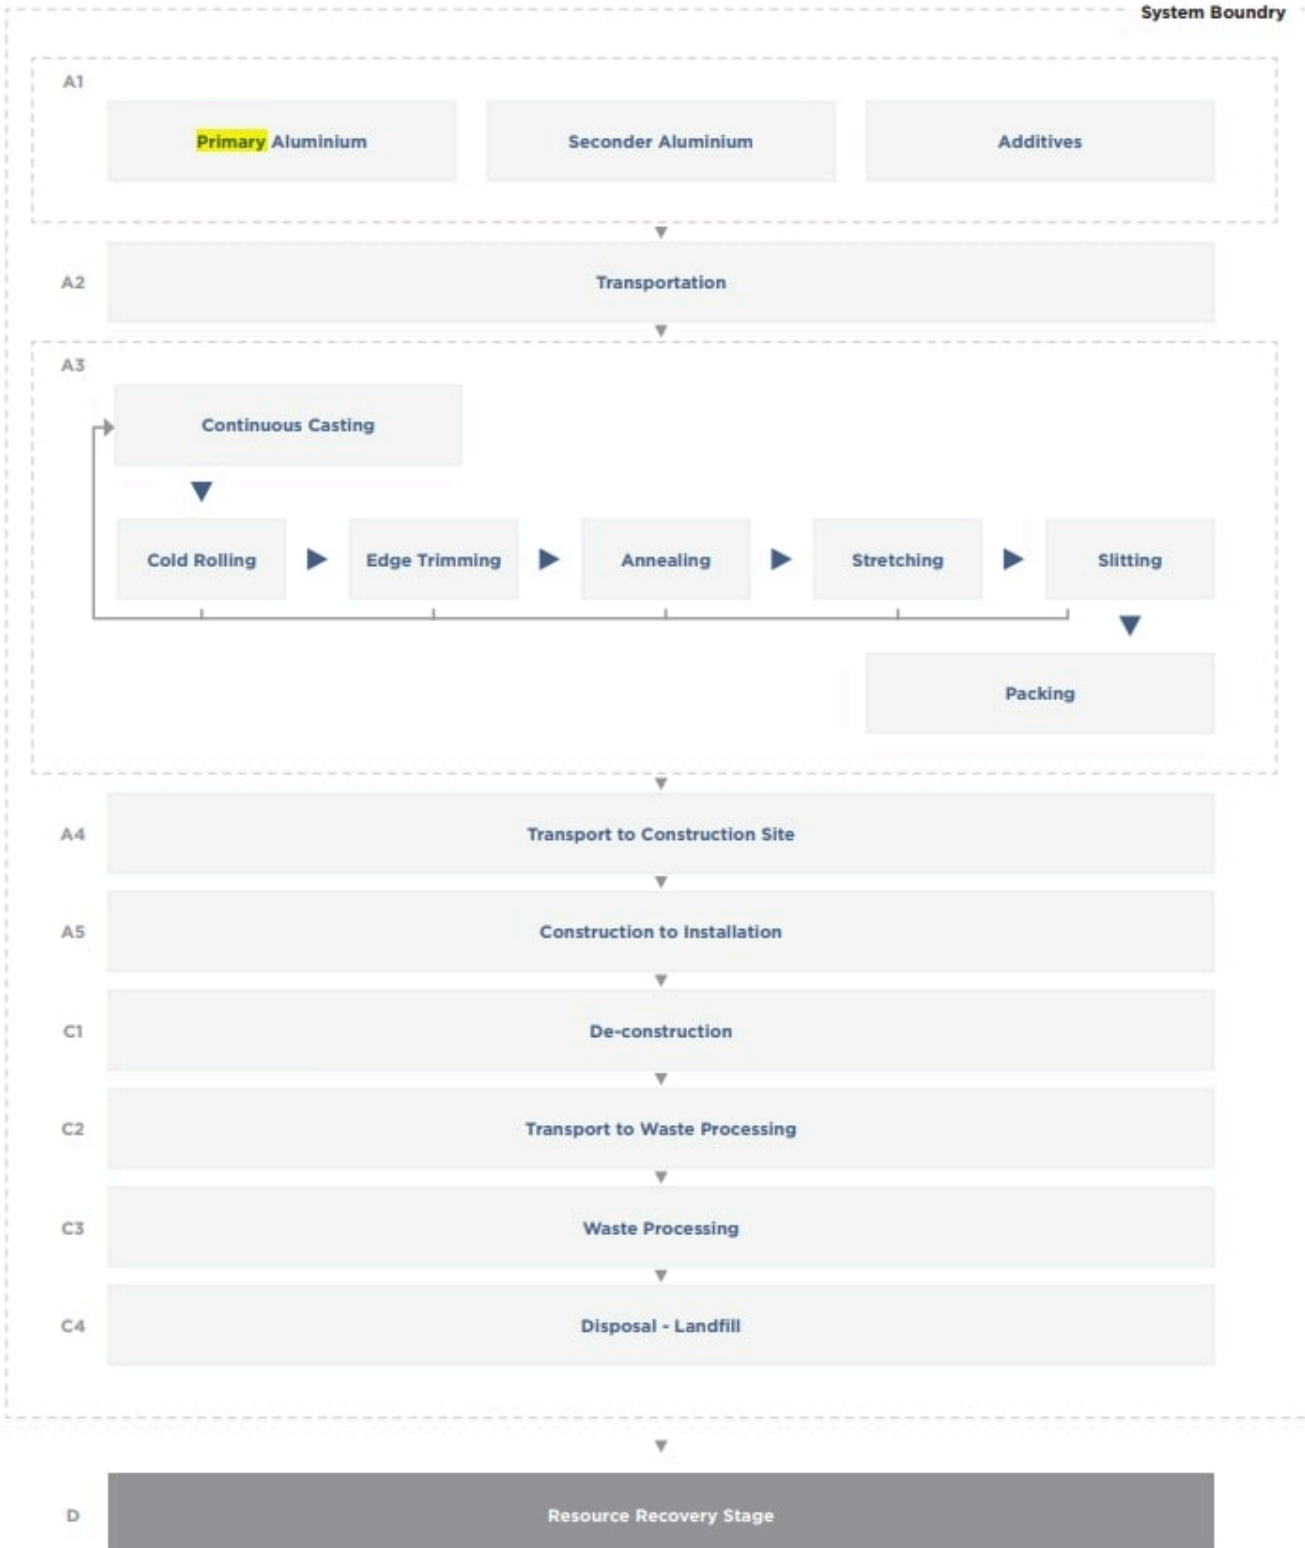 System Boundry
A1
Primary Aluminium
Seconder Aluminium
Additives
A2
Transportation
A3
Continuous Casting
Cold Rolling
Edge Trimming
Annealing
Stretching
Slitting
Packing
A4
Transport to Construction Site
A5
Construction to Installation
C1
De-construction
C2
Transport to Waste Processing
C3
Waste Processing
C4
Disposal - Landfill
D
Resource Recovery Stage